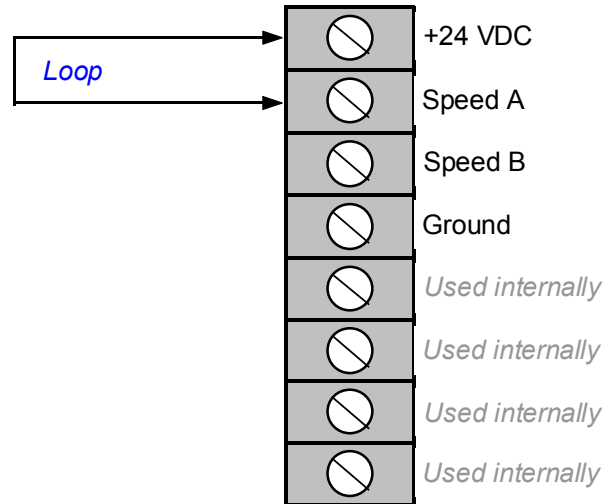 +24 VDC
Loop
Speed A
Speed B
Ground
Used internally
Used internally
Used internally
Used internally